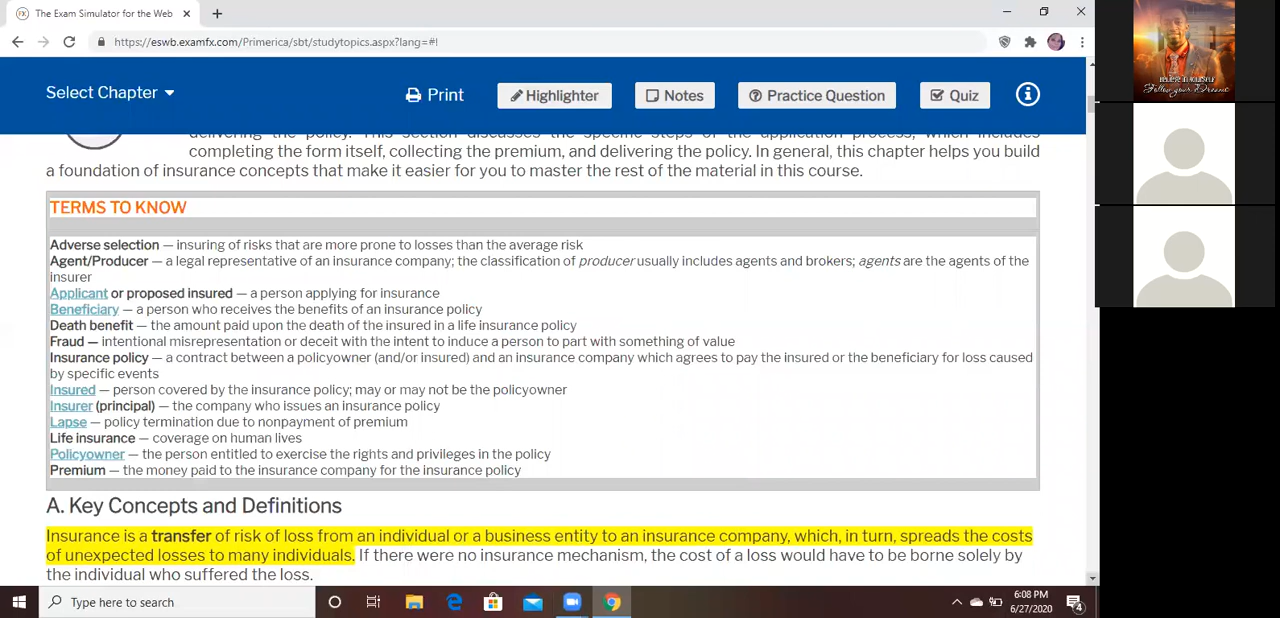 The Exam Simulator for the Web
https://eswb.examfx.com/Primerica/sbt/studytopics.aspx?lang=#!
Select Chapter
Print
Highlighter
Notes
Practice Question
Quiz
delivering the policy. This section discusses the specific steps of the application process, which includes
completing the form itself, collecting the premium, and delivering the policy. In general, this chapter helps you build
a foundation of insurance concepts that make it easier for you to master the rest of the material in this course.
TERMS TO KNOW
Adverse selection — insuring of risks that are more prone to losses than the average risk
Agent/Producer — a legal representative of an insurance company; the classification of producer usually includes agents and brokers; agents are the agents of the
insurer
Applicant or proposed insured — a person applying for insurance
Beneficiary — a person who receives the benefits of an insurance policy
Death benefit — the amount paid upon the death of the insured in a life insurance policy
Fraud — intentional misrepresentation or deceit with the intent to induce a person to part with something of value
Insurance policy — a contract between a policyowner (and/or insured) and an insurance company which agrees to pay the insured or the beneficiary for loss caused
by specific events
Insured — person covered by the insurance policy; may or may not be the policyowner
Insurer (principal) — the company who issues an insurance policy
Lapse — policy termination due to nonpayment of premium
Life insurance — coverage on human lives
Policyowner — the person entitled to exercise the rights and privileges in the policy
Premium — the money paid to the insurance company for the insurance policy
A. Key Concepts and Definitions
Insurance is a transfer of risk of loss from an individual or a business entity to an insurance company, which, in turn, spreads the costs
of unexpected losses to many individuals. If there were no insurance mechanism, the cost of a loss would have to be borne solely by
the individual who suffered the loss.
Type here to search
6:08 PM
6/27/2020
4
Follow your Dreams